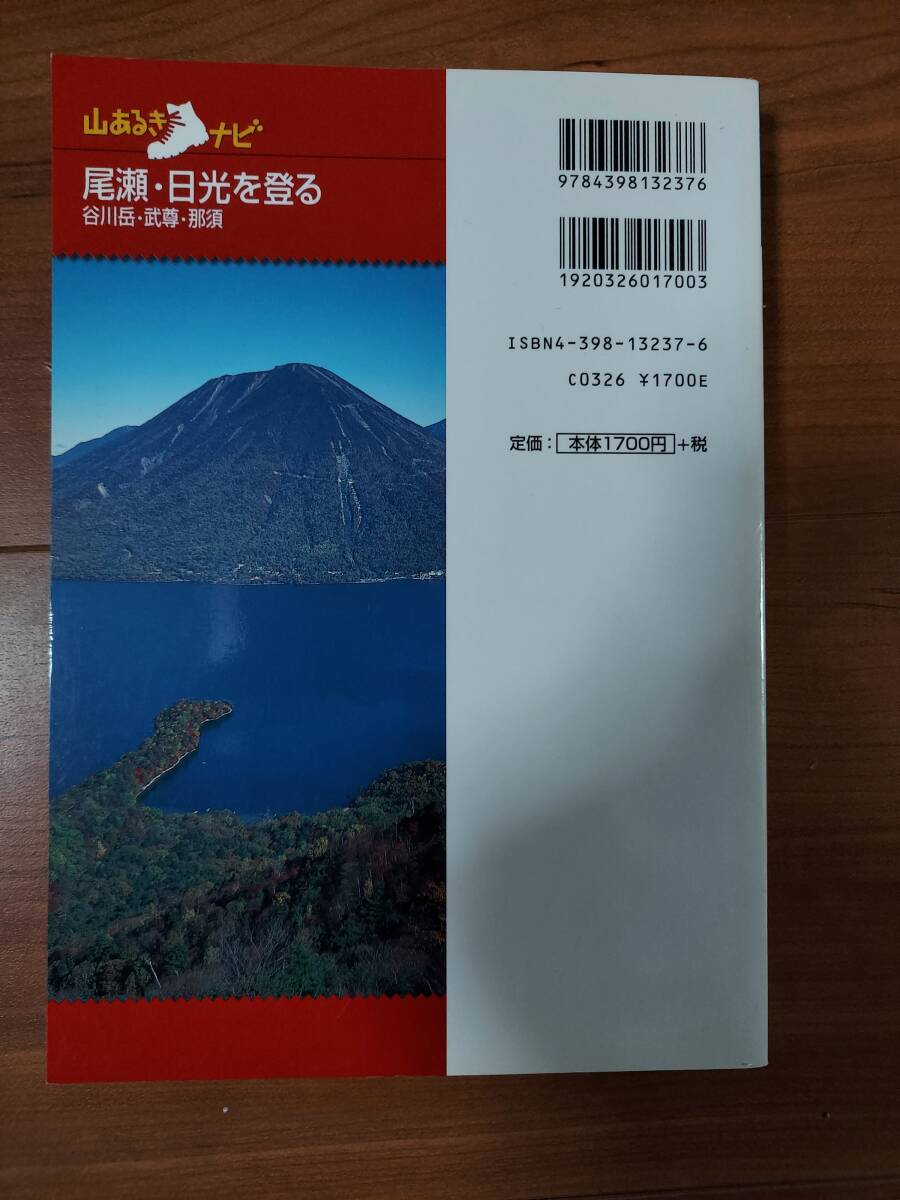 山あるきナビ
尾瀬・日光を登る
谷川岳・武尊・那須
9784398132376
1920326017003
ISBN4-398-13237-6
C0326 ¥1700E
定価：本体1700円+税